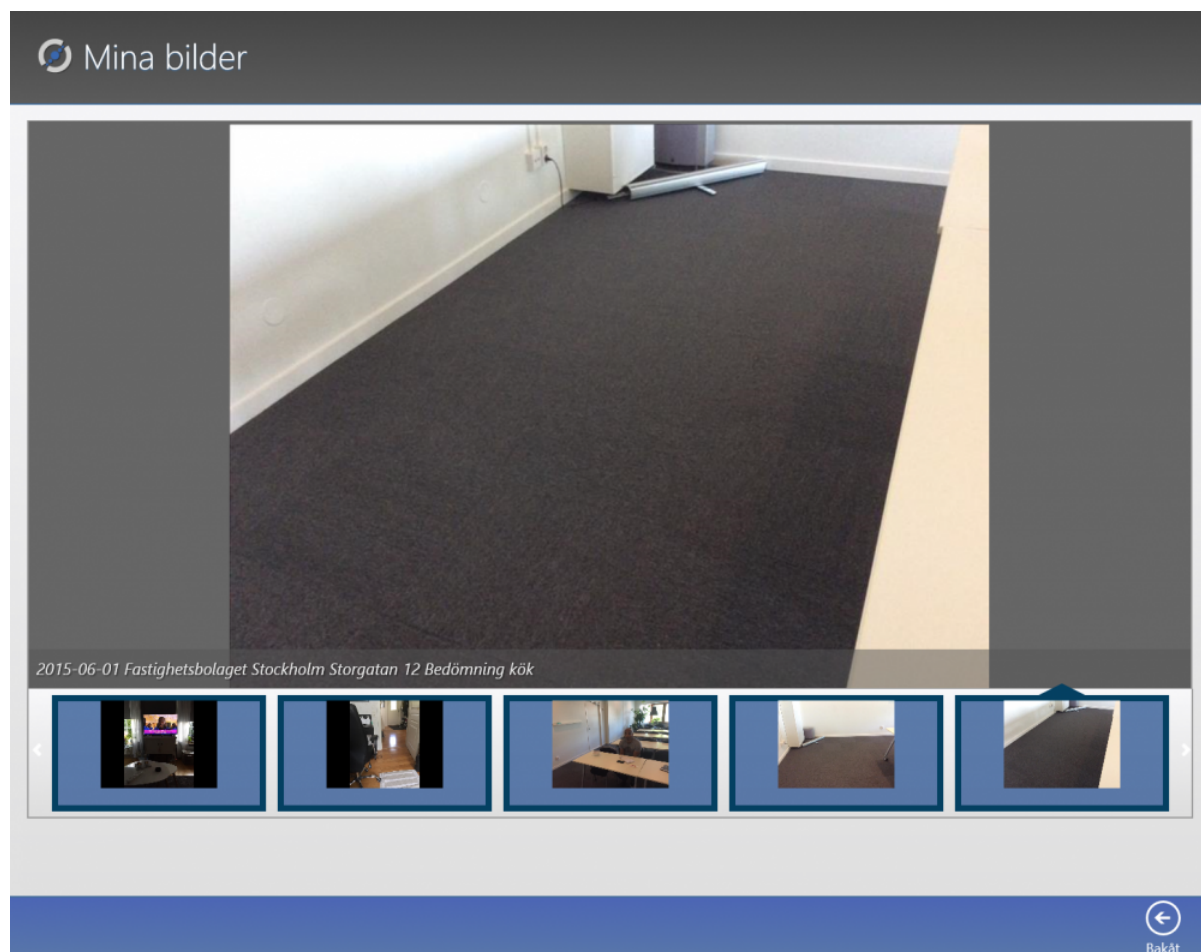 Mina bilder
2015-06-01 Fastighetsbolaget Stockholm Storgatan 12 Bedömning kök
Bakåt